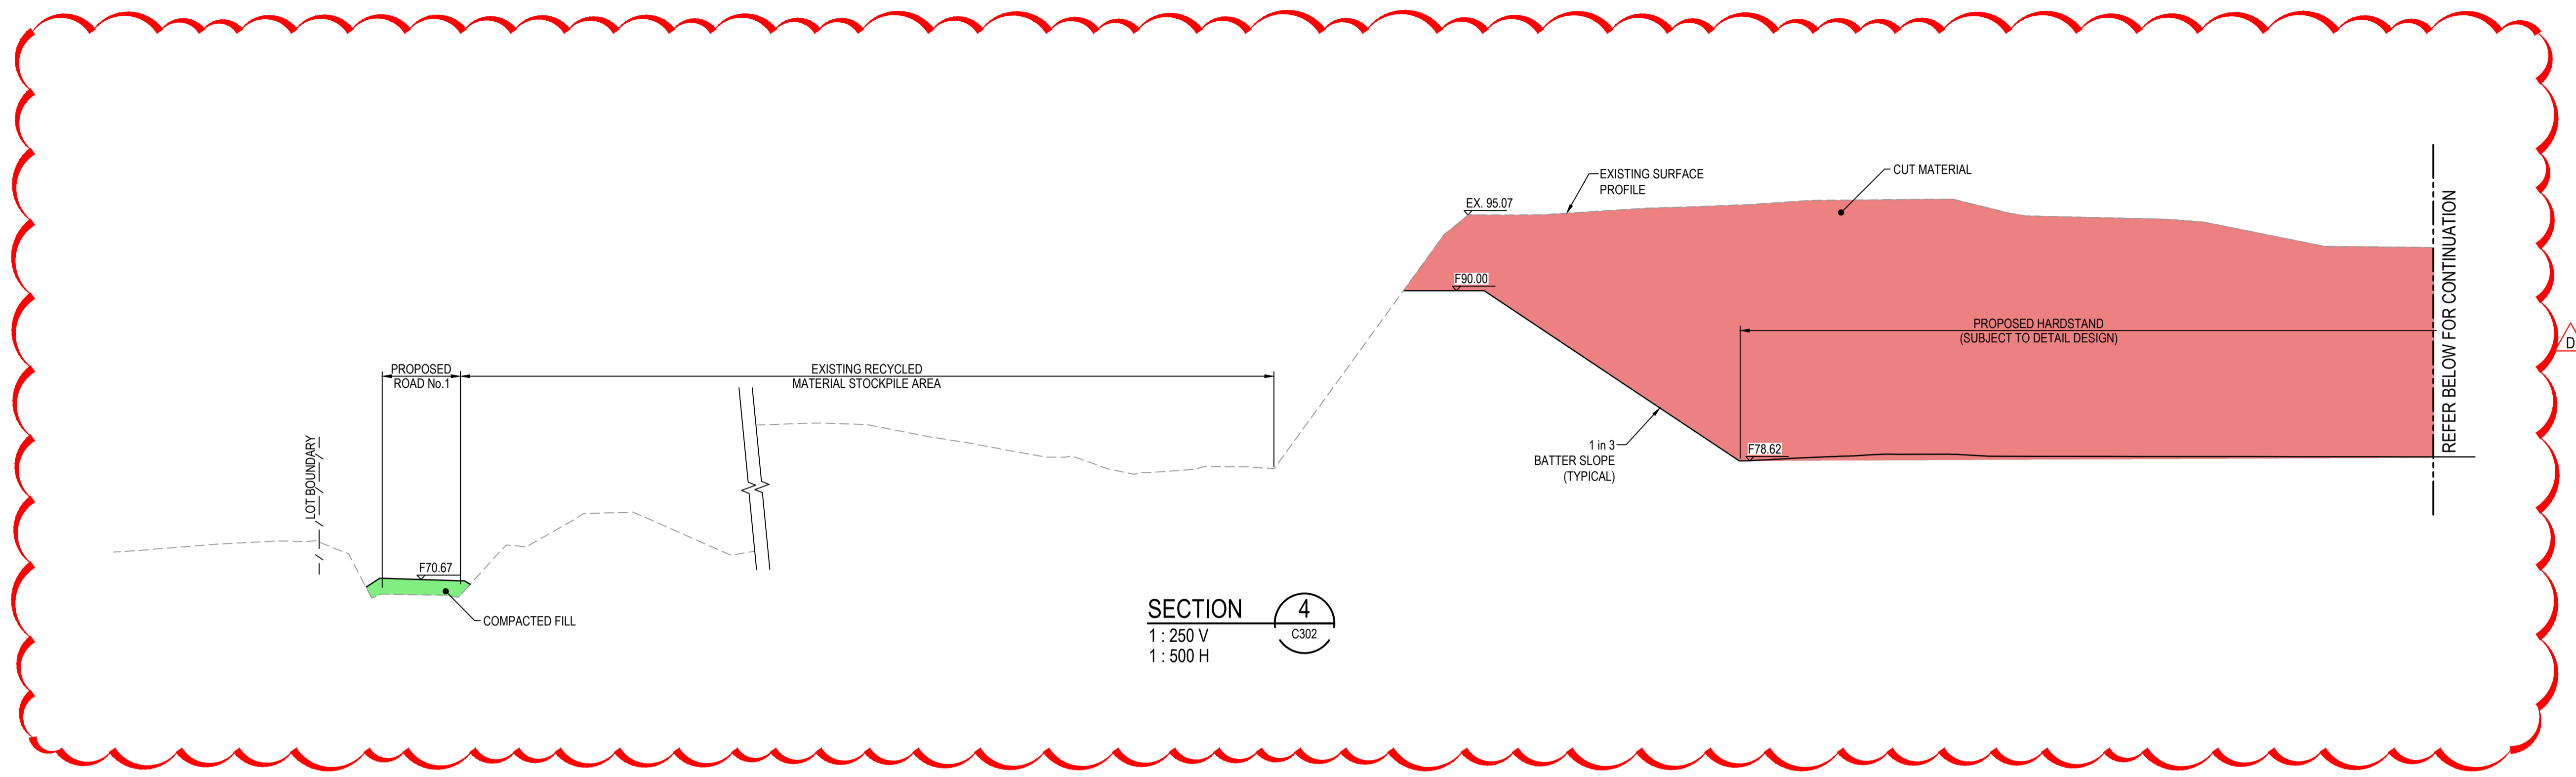 EX. 95.07
EXISTING SURFACE
PROFILE
CUT MATERIAL
F90.00
PROPOSED HARDSTAND
(SUBJECT TO DETAIL DESIGN)
REFER BELOW FOR CONTINUATION
D
PROPOSED
ROAD No.1
EXISTING RECYCLED
MATERIAL STOCKPILE AREA
LOT BOUNDARY
1 in 3
BATTER SLOPE
(TYPICAL)
F78.62
F70.67
COMPACTED FILL
SECTION
4
C302
1 : 250 V
1 : 500 H